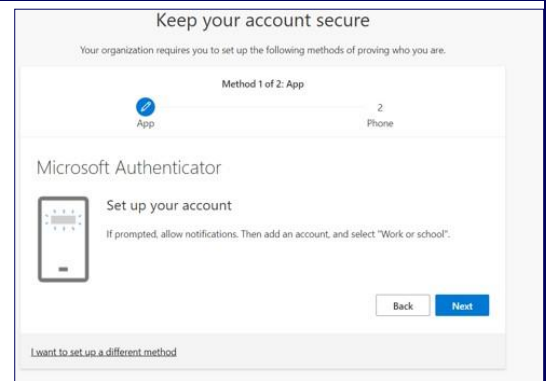 Keep your account secure
Your organization requires you to set up the following methods of proving who you are.
Method 1 of 2: App
App
2
Phone
Microsoft Authenticator
Set up your account
If prompted, allow notifications. Then add an account, and select "Work or school".
Back Next
I want to set up a different method